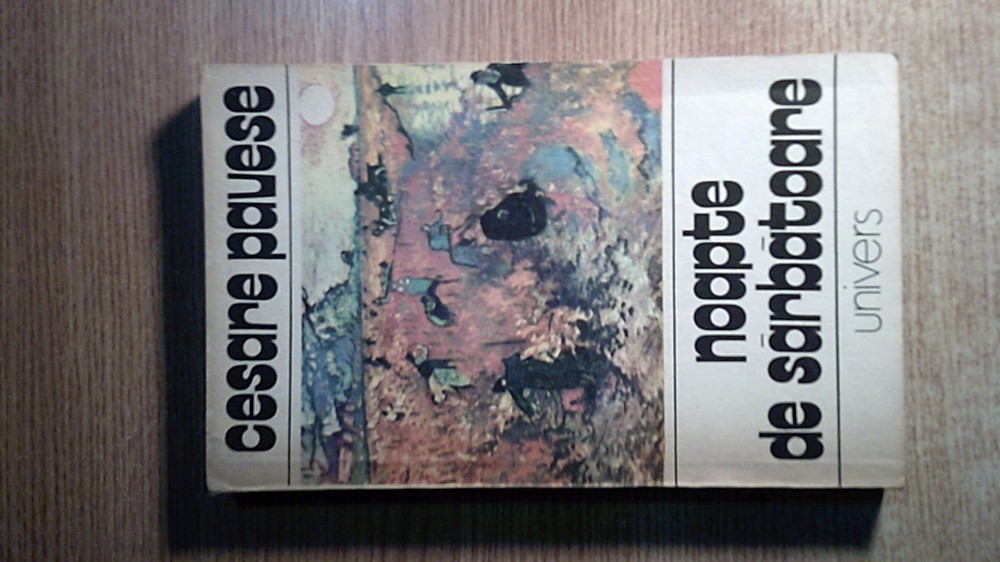 cesare pavese
noapte
de sărbătoare
univers